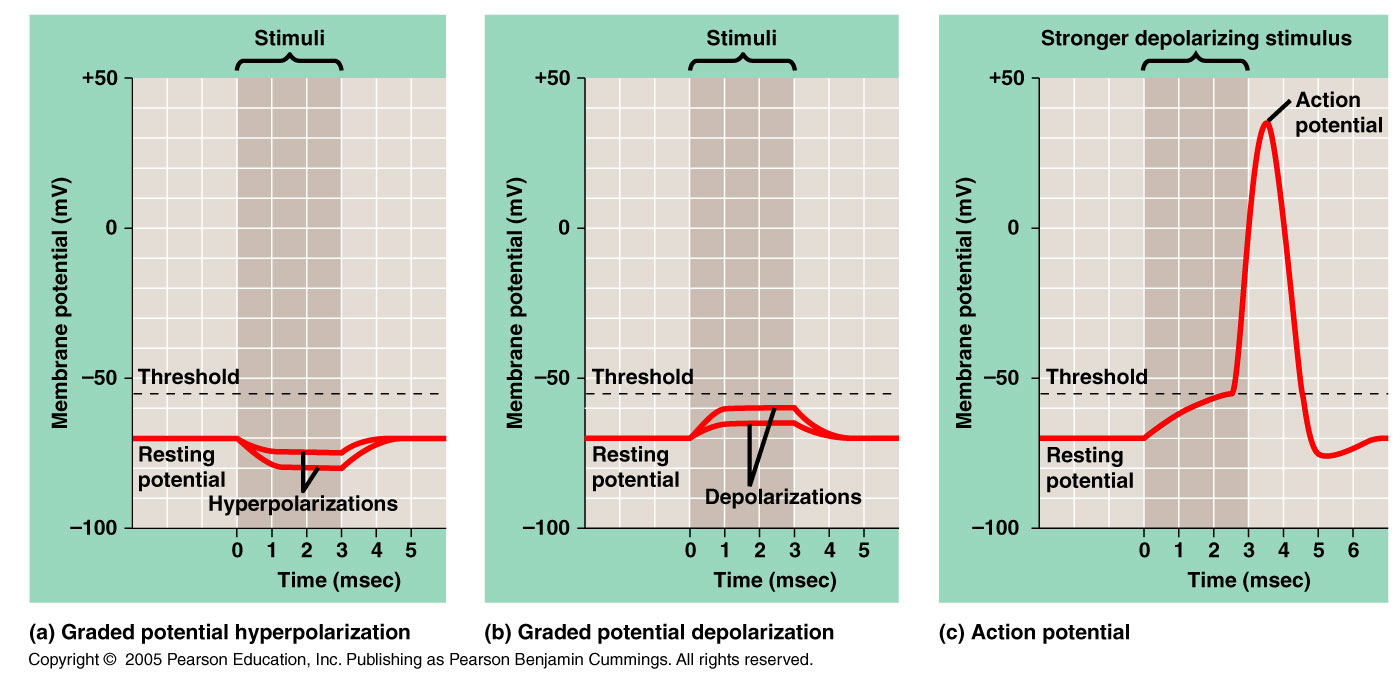 Stimuli
+50
0
−50
−100
Membrane potential (mV)
Threshold
Resting
potential
Hyperpolarizations
0 1 2 3 4 5
Time (msec)
(a) Graded potential hyperpolarization
Stimuli
+50
0
−50
−100
Membrane potential (mV)
Threshold
Resting
potential
Depolarizations
0 1 2 3 4 5
Time (msec)
(b) Graded potential depolarization
Stronger depolarizing stimulus
+50
0
−50
−100
Membrane potential (mV)
Action
potential
Threshold
Resting
potential
0 1 2 3 4 5 6
Time (msec)
(c) Action potential
Copyright © 2005 Pearson Education, Inc. Publishing as Pearson Benjamin Cummings. All rights reserved.